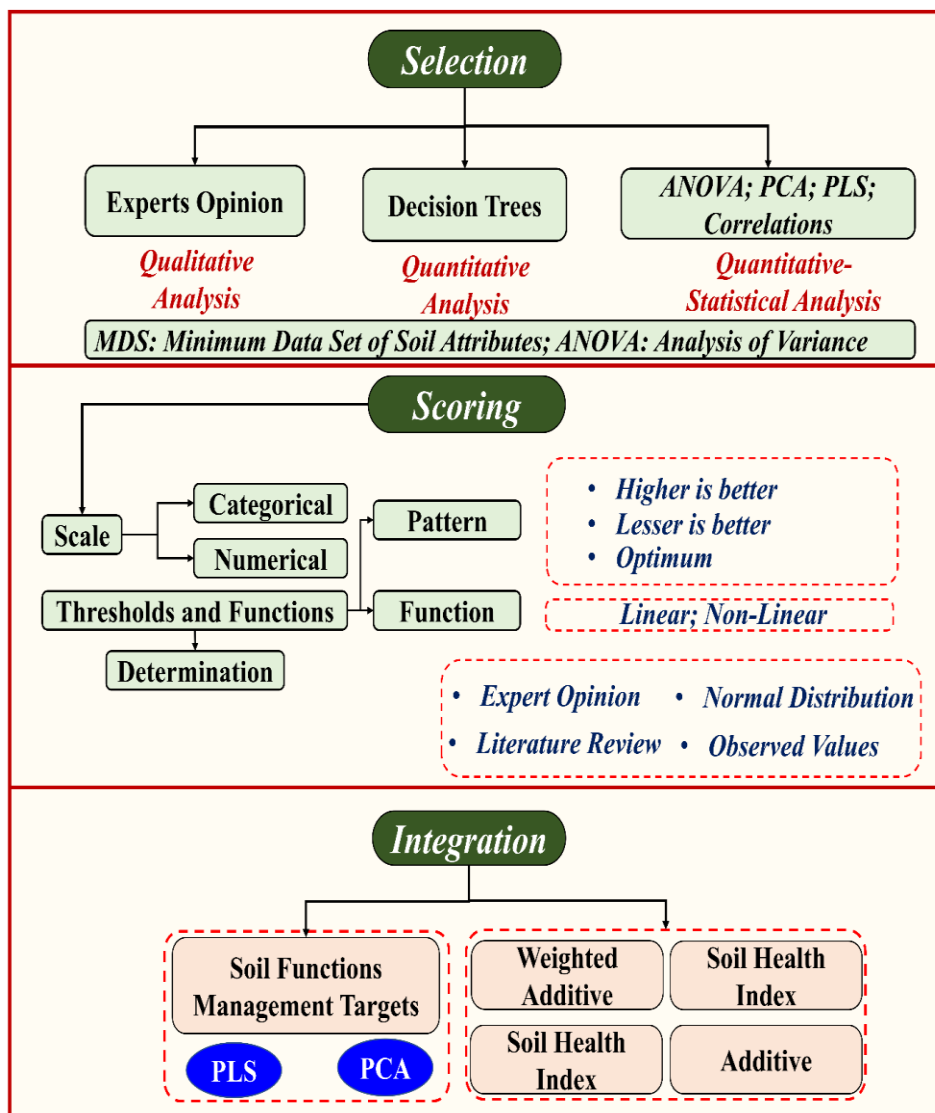 Selection
Experts Opinion
Decision Trees
ANOVA; PCA; PLS;
Correlations
Qualitative
Analysis
Quantitative
Analysis
Quantitative-
Statistical Analysis
MDS: Minimum Data Set of Soil Attributes; ANOVA: Analysis of Variance
Scoring
Scale
Categorical
Numerical
Thresholds and Functions
Determination
Pattern
Function
• Higher is better
• Lesser is better
• Optimum
Linear; Non-Linear
• Expert Opinion
• Normal Distribution
• Literature Review
• Observed Values
Integration
Soil Functions
Management Targets
PLS
PCA
Weighted
Additive
Soil Health
Index
Soil Health
Index
Additive